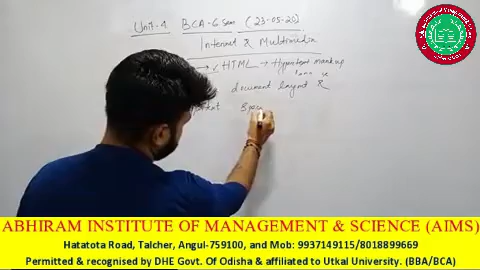 Unit-4 BCA-6 Sem (23-05-20)
Internet & Multimedia
HTML → Hypertext Markup
document layout &
ABHIRAM INSTITUTE OF MANAGEMENT & SCIENCE (AIMS)
Hatatota Road, Talcher, Angul-759100, and Mob: 9937149115/8018899669
Permitted & recognised by DHE Govt. Of Odisha & affiliated to Utkal University. (BBA/BCA)